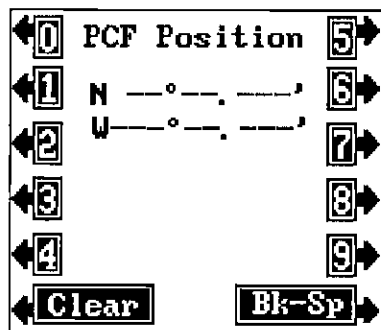 0 PCF Position 5
1 N --°--.---' 6
W---°--.---'
2 7
3 8
4 9
Clear Bk-Sp